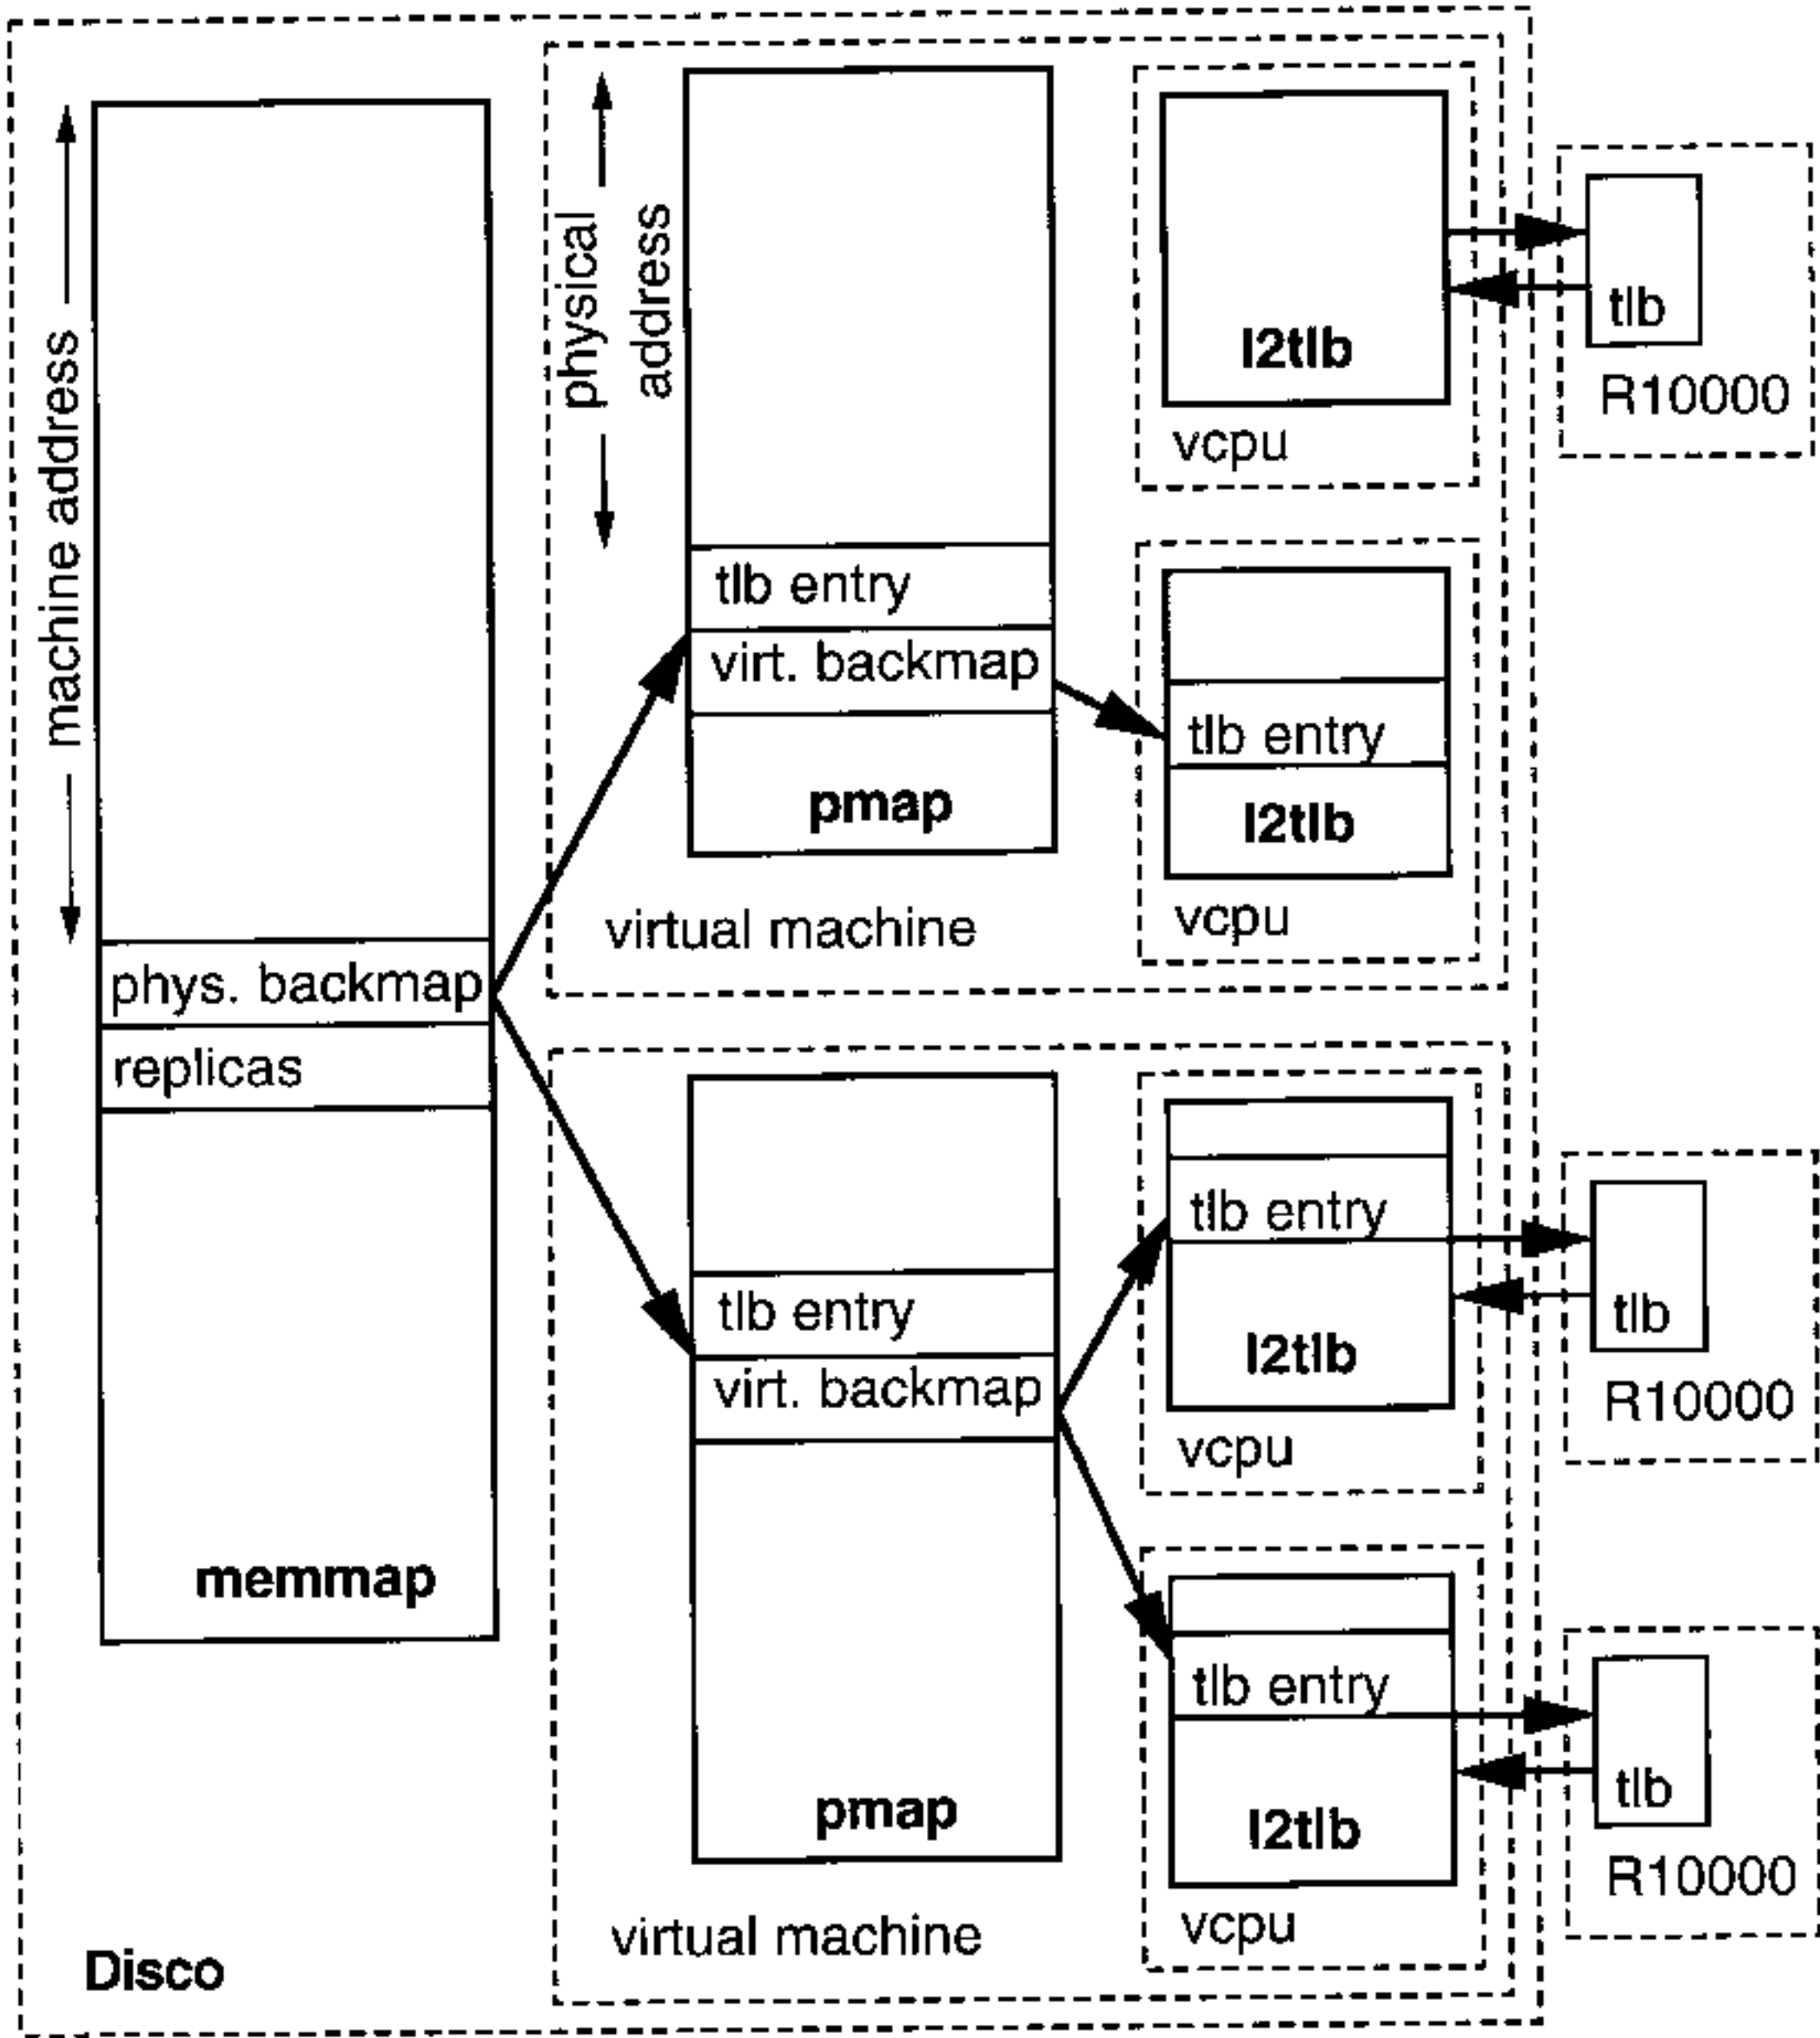 machine address
phys. backmap
replicas
memmap
Disco
physical
address
tlb entry
virt. backmap
pmap
virtual machine
l2tlb
vcpu
tlb entry
l2tlb
vcpu
tlb
R10000
tlb entry
virt. backmap
pmap
virtual machine
tlb entry
l2tlb
vcpu
tlb
R10000
tlb entry
l2tlb
vcpu
tlb
R10000